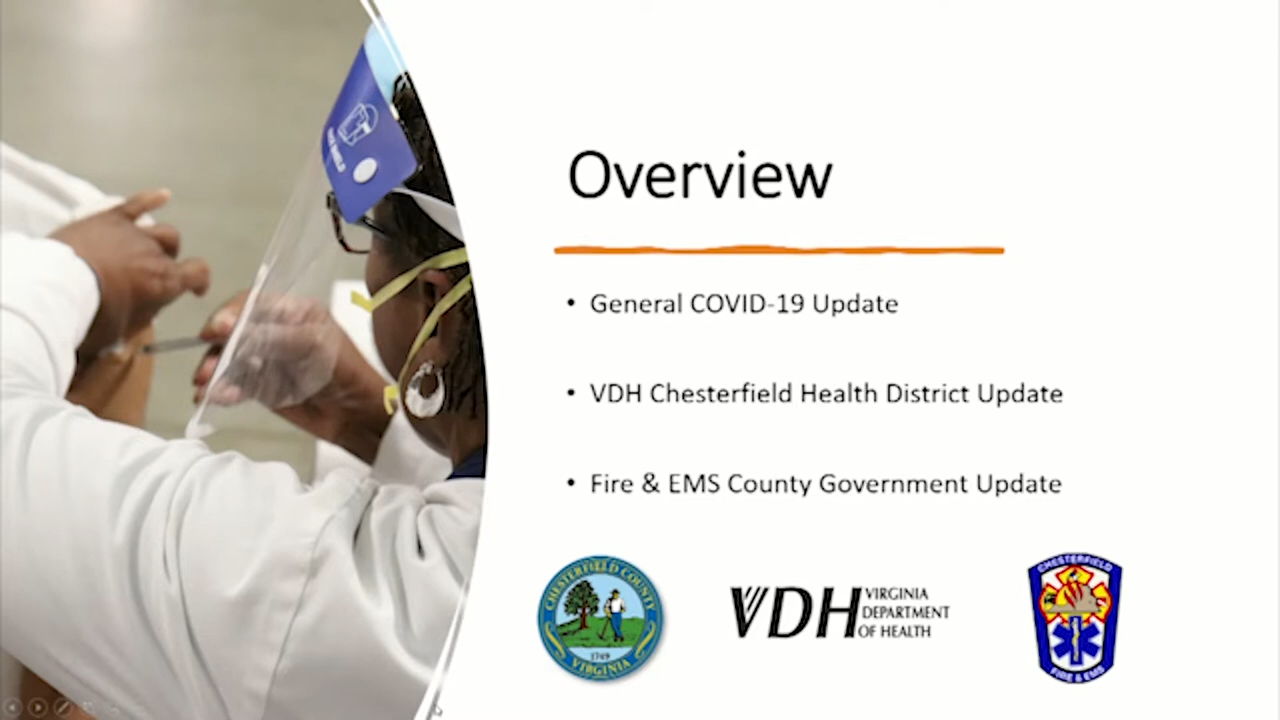 Overview
• General COVID-19 Update
• VDH Chesterfield Health District Update
• Fire & EMS County Government Update
CHESTERFIELD COUNTY
1749
VIRGINIA
VDH VIRGINIA
DEPARTMENT
OF HEALTH
CHESTERFIELD
FIRE & EMS